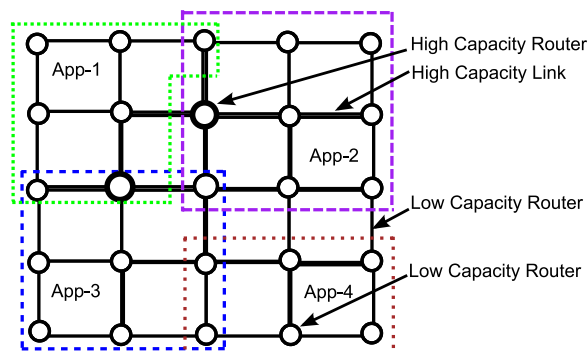 App-1
High Capacity Router
High Capacity Link
App-2
Low Capacity Router
Low Capacity Router
App-3
App-4